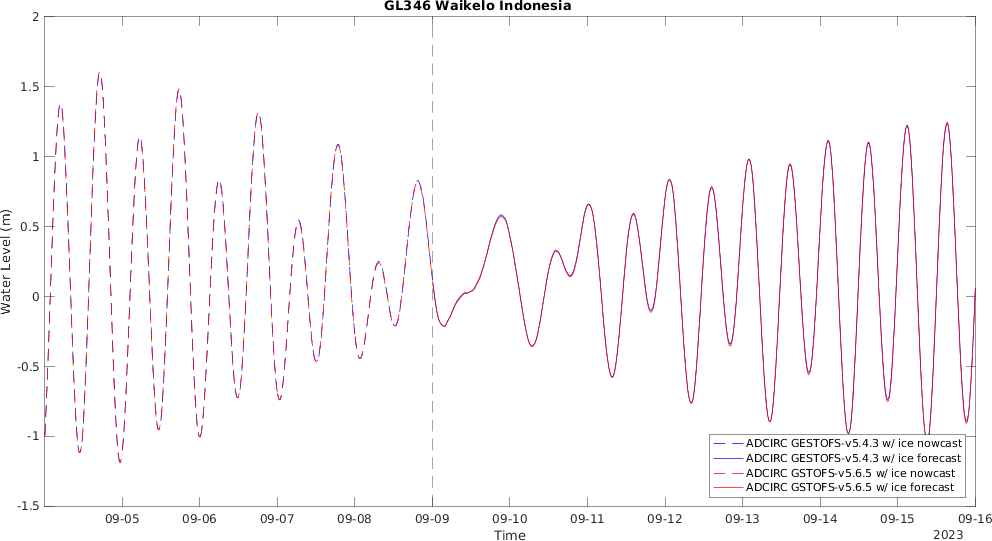 GL346 Waikelo Indonesia
2
1.5
1
0.5
0
-0.5
-1
-1.5
Water Level (m)
ADCIRC GESTOFS-v5.4.3 w/ ice nowcast
ADCIRC GESTOFS-v5.4.3 w/ ice forecast
ADCIRC GSTOFS-v5.6.5 w/ ice nowcast
ADCIRC GSTOFS-v5.6.5 w/ ice forecast
09-05 09-06 09-07 09-08 09-09 09-10 09-11 09-12 09-13 09-14 09-15 09-16
Time
2023